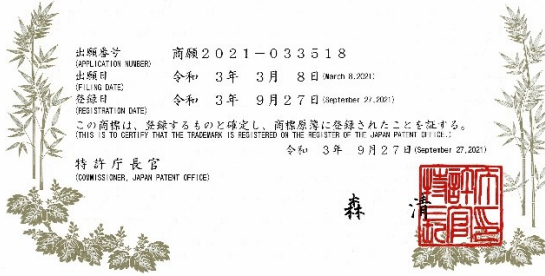 出願番号 商願2021-033518
(APPLICATION NUMBER)
出願日 令和 3年 3月 8日(March 8,2021)
(FILING DATE)
登録日 令和 3年 9月27日(September 27,2021)
(REGISTRATION DATE)
この商標は、登録するものと確定し、商標原簿に登録されたことを証する。
(THIS IS TO CERTIFY THAT THE TRADEMARK IS REGISTERED ON THE REGISTER OF THE JAPAN PATENT OFFICE.)
令和 3年 9月27日(September 27,2021)
特許庁長官
(COMMISSIONER, JAPAN PATENT OFFICE)
森 清
特許庁長官